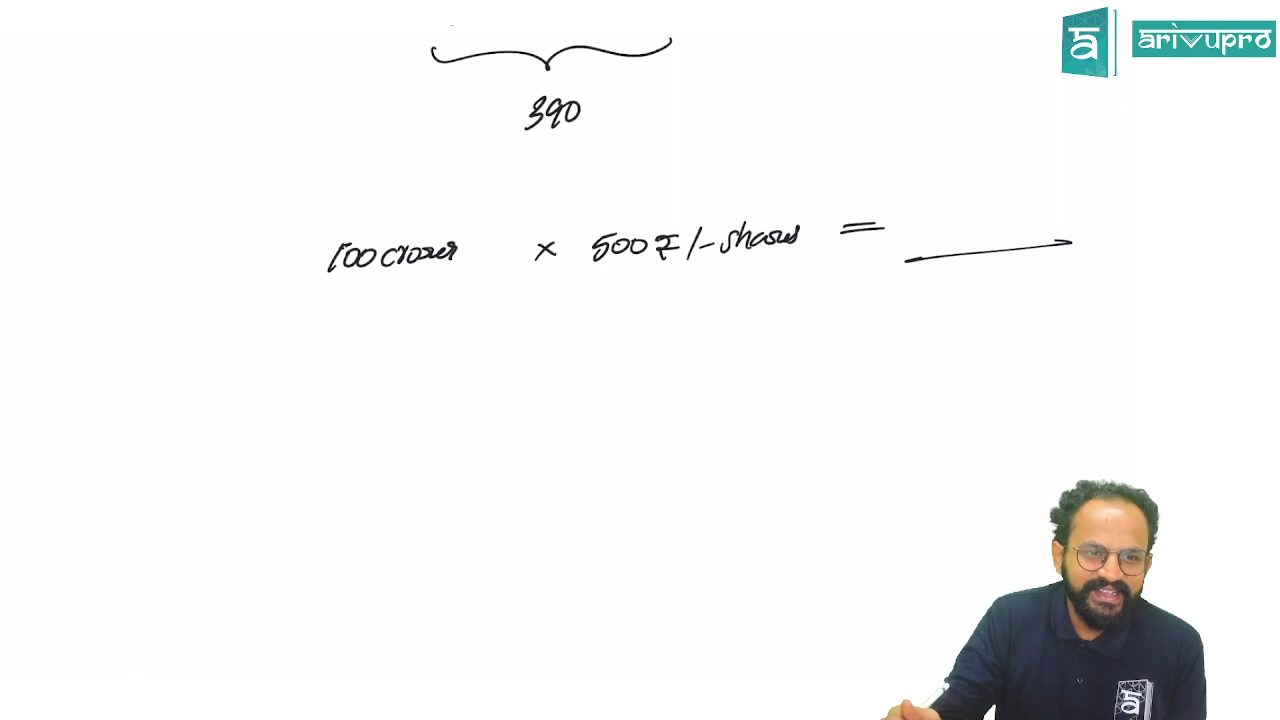 arivupro
390
100 crores × 500 ₹ /- shares =